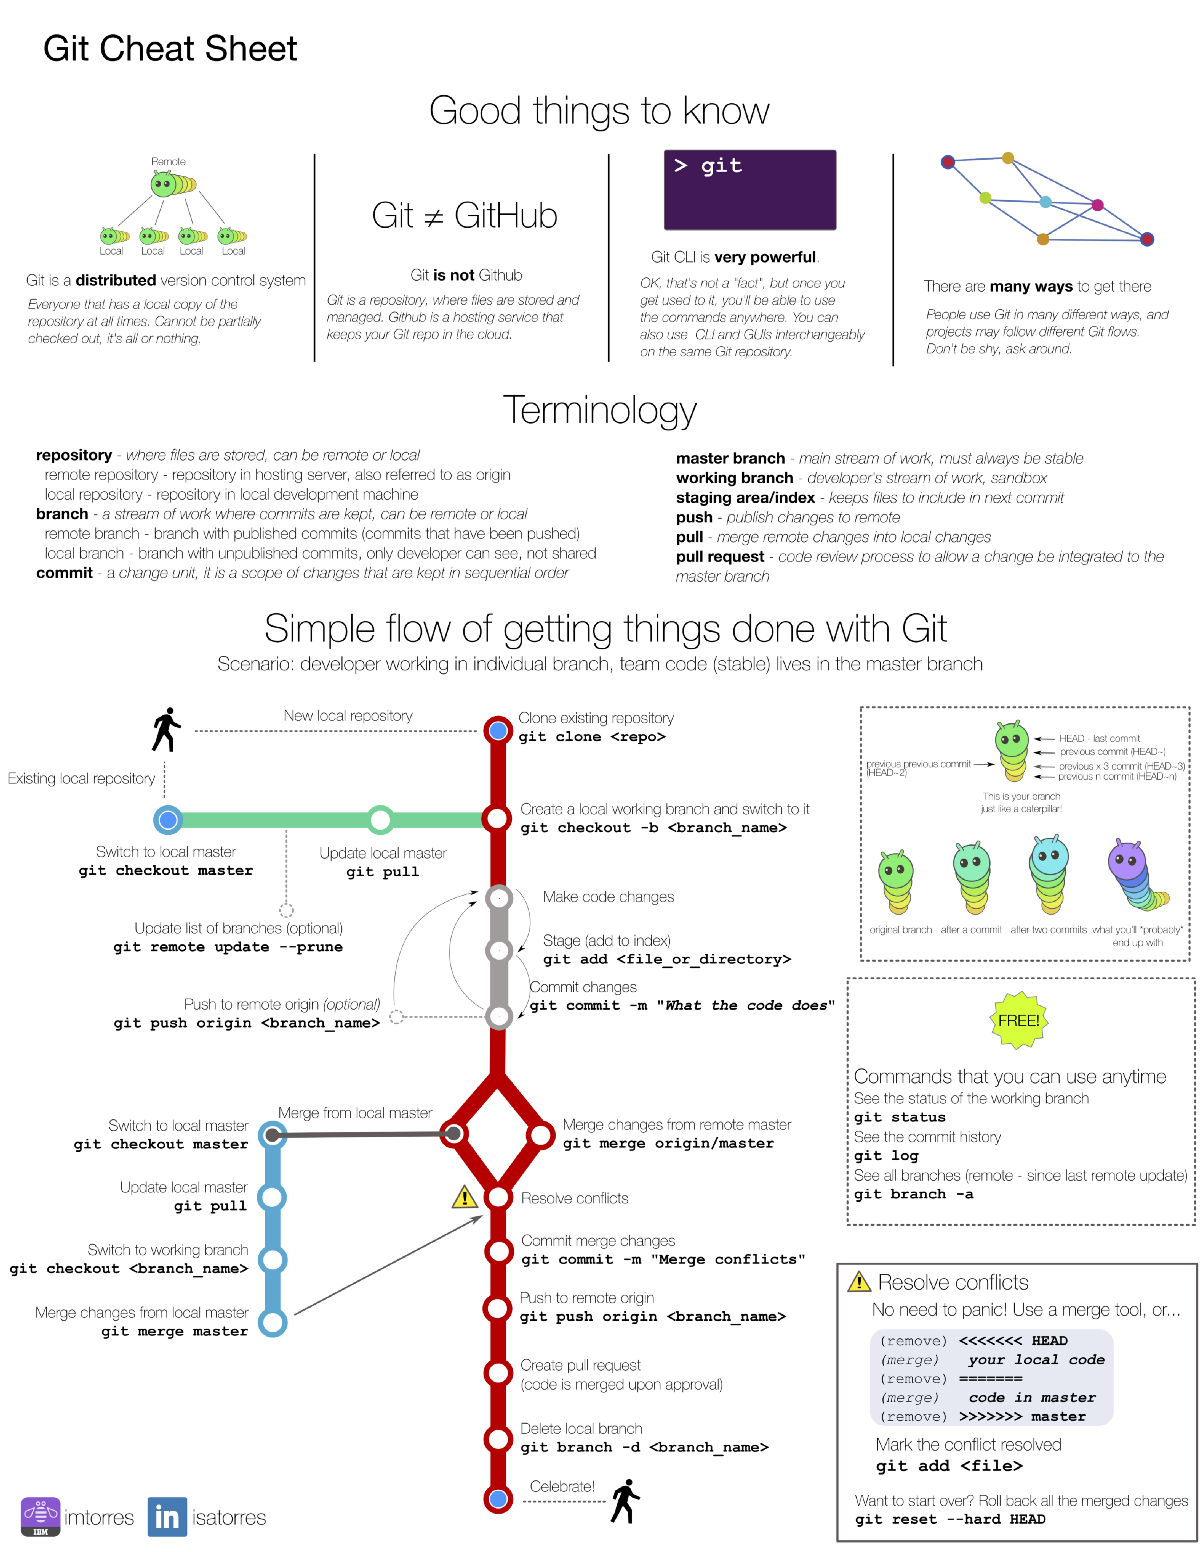 Git Cheat Sheet
Good things to know
Remote
Local
Local
Local
Local
Git is a distributed version control system
Everyone that has a local copy of the
repository at all times. Cannot be partially
checked out, it's all or nothing.
Git ≠ GitHub
Git is not Github
Git is a repository, where files are stored and
managed. Github is a hosting service that
keeps your Git repo in the cloud.
> git
Git CLI is very powerful.
OK, that's not a "fact", but once you
get used to it, you'll be able to use
the commands anywhere. You can
also use CLI and GUIs interchangeably
on the same Git repository.
There are many ways to get there
People use Git in many different ways, and
projects may follow different Git flows.
Don't be shy, ask around.
Terminology
repository - where files are stored, can be remote or local
remote repository - repository in hosting server, also referred to as origin
local repository - repository in local development machine
branch - a stream of work where commits are kept, can be remote or local
remote branch - branch with published commits (commits that have been pushed)
local branch - branch with unpublished commits, only developer can see, not shared
commit - a change unit, it is a scope of changes that are kept in sequential order
master branch - main stream of work, must always be stable
working branch - developer's stream of work, sandbox
staging area/index - keeps files to include in next commit
push - publish changes to remote
pull - merge remote changes into local changes
pull request - code review process to allow a change be integrated to the
master branch
Simple flow of getting things done with Git
Scenario: developer working in individual branch, team code (stable) lives in the master branch
New local repository
Existing local repository
Clone existing repository
git clone <repo>
Create a local working branch and switch to it
git checkout -b <branch_name>
Switch to local master
git checkout master
Update local master
git pull
Update list of branches (optional)
git remote update --prune
Make code changes
Stage (add to index)
git add <file_or_directory>
Commit changes
git commit -m "What the code does"
Push to remote origin (optional)
git push origin <branch_name>
Merge from local master
Switch to local master
git checkout master
Update local master
git pull
Switch to working branch
git checkout <branch_name>
Merge changes from local master
git merge master
Merge changes from remote master
git merge origin/master
Resolve conflicts
Commit merge changes
git commit -m "Merge conflicts"
Push to remote origin
git push origin <branch_name>
Create pull request
(code is merged upon approval)
Delete local branch
git branch -d <branch_name>
Celebrate!
HEAD - last commit
previous commit (HEAD~)
previous previous commit
(HEAD~2)
previous x 3 commit (HEAD~3)
previous n commit (HEAD~n)
This is your branch
just like a caterpillar!
original branch
after a commit
after two commits
what you'll "probably"
end up with
FREE!
Commands that you can use anytime
See the status of the working branch
git status
See the commit history
git log
See all branches (remote - since last remote update)
git branch -a
Resolve conflicts
No need to panic! Use a merge tool, or...
(remove) <<<<<<< HEAD
(merge) your local code
(remove) =======
(merge) code in master
(remove) >>>>>>> master
Mark the conflict resolved
git add <file>
Want to start over? Roll back all the merged changes
git reset --hard HEAD
IBM
imtorres
in
isatorres